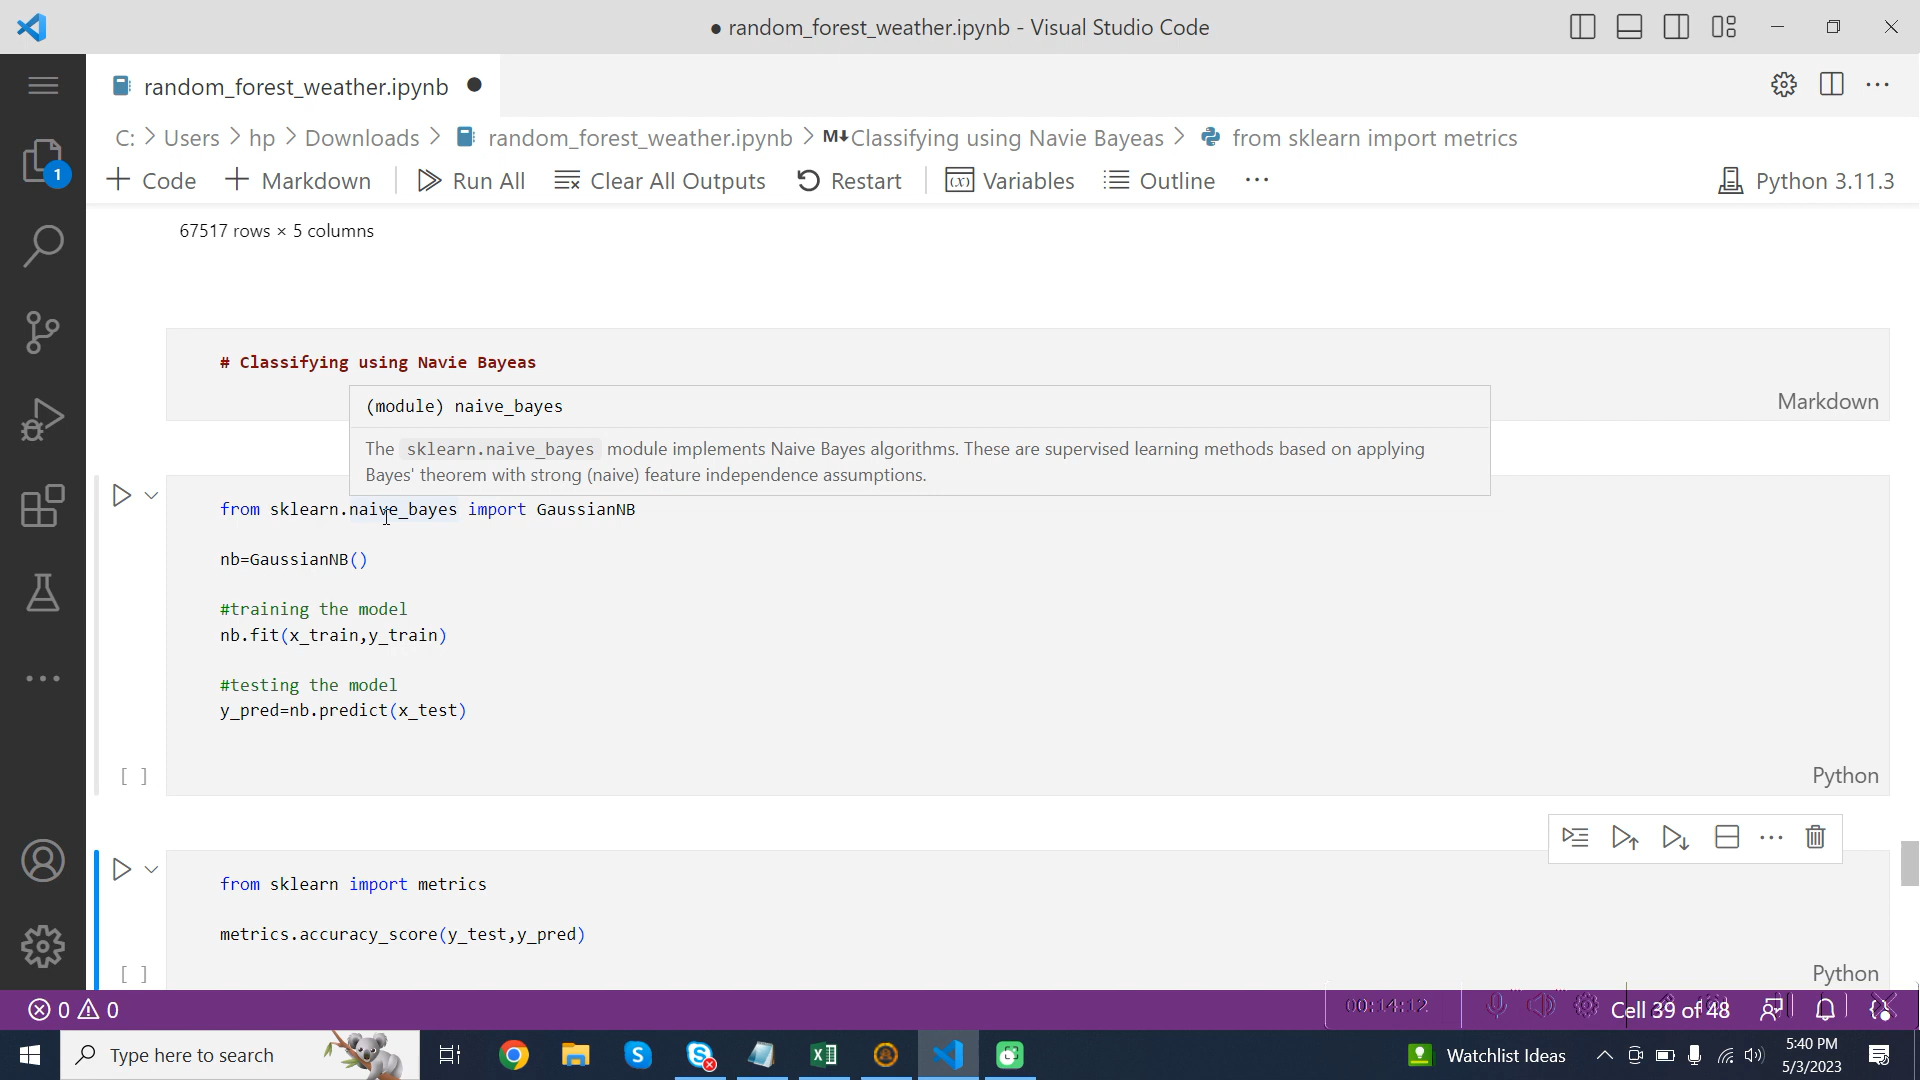 ● random_forest_weather.ipynb - Visual Studio Code
random_forest_weather.ipynb ●
C: > Users > hp > Downloads > random_forest_weather.ipynb > M↓Classifying using Navie Bayeas > from sklearn import metrics
+ Code + Markdown Run All Clear All Outputs Restart (x) Variables Outline ··· Python 3.11.3
1
67517 rows × 5 columns
# Classifying using Navie Bayeas
Markdown
(module) naive_bayes
The sklearn.naive_bayes module implements Naive Bayes algorithms. These are supervised learning methods based on applying
Bayes' theorem with strong (naive) feature independence assumptions.
from sklearn.naive_bayes import GaussianNB
nb=GaussianNB()
#training the model
nb.fit(x_train,y_train)
#testing the model
y_pred=nb.predict(x_test)
[ ]
Python
from sklearn import metrics
metrics.accuracy_score(y_test,y_pred)
[ ]
Python
0 0 00:14:12 Cell 39 of 48
Type here to search Watchlist Ideas 5:40 PM
5/3/2023